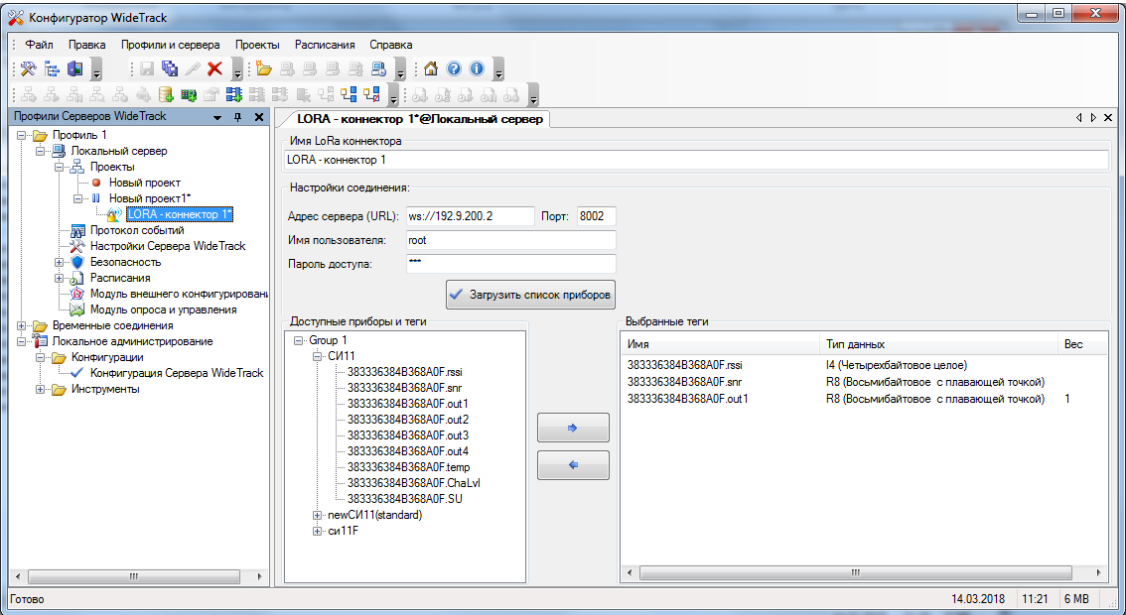 Конфигуратор WideTrack
Файл Правка Профили и сервера Проекты Расписания Справка
Профили Серверов WideTrack
LORA - коннектор 1*@Локальный сервер
Профиль 1
Локальный сервер
Проекты
Новый проект
Новый проект1*
LORA - коннектор 1*
Протокол событий
Настройки Сервера WideTrack
Безопасность
Расписания
Модуль внешнего конфигурировани
Модуль опроса и управления
Временные соединения
Локальное администрирование
Конфигурации
Конфигурация Сервера WideTrack
Инструменты
Имя LoRa коннектора
LORA - коннектор 1
Настройки соединения:
Адрес сервера (URL): ws://192.9.200.2 Порт: 8002
Имя пользователя: root
Пароль доступа: ***
Загрузить список приборов
Доступные приборы и теги
Group 1
СИ11
383336384B368A0F.rssi
383336384B368A0F.snr
383336384B368A0F.out1
383336384B368A0F.out2
383336384B368A0F.out3
383336384B368A0F.out4
383336384B368A0F.temp
383336384B368A0F.ChaLvl
383336384B368A0F.SU
newСИ11(standard)
си11F
Выбранные теги
Имя Тип данных Вес
383336384B368A0F.rssi I4 (Четырехбайтовое целое)
383336384B368A0F.snr R8 (Восьмибайтовое с плавающей точкой)
383336384B368A0F.out1 R8 (Восьмибайтовое с плавающей точкой) 1
Готово 14.03.2018 11:21 6 MB